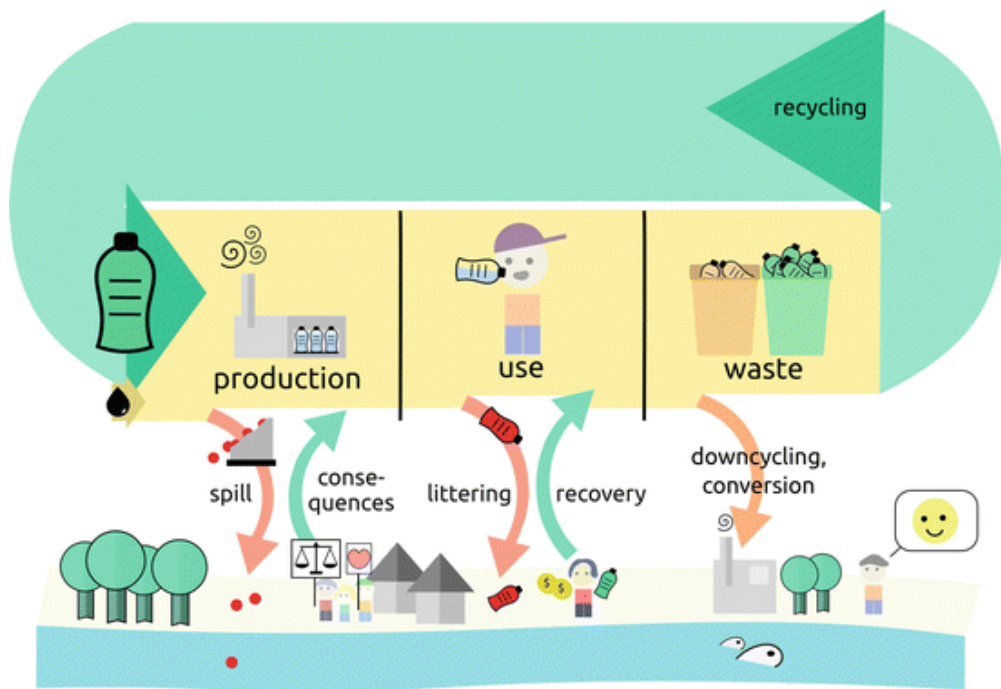 recycling
production
use
waste
spill
conse-
quences
littering
recovery
downcycling,
conversion
$ $